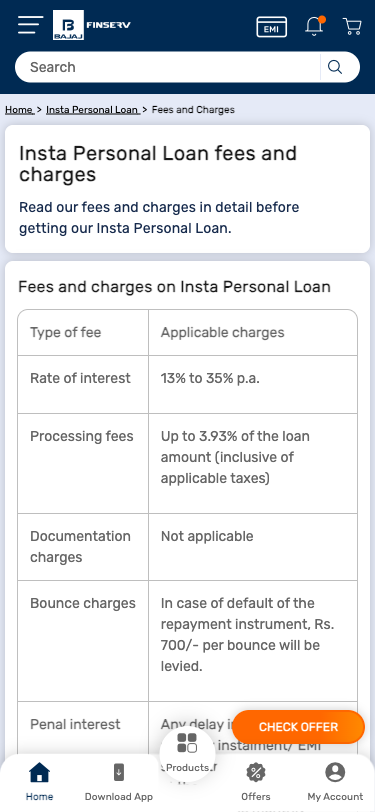 BAJAJ FINSERV
EMI
Search
Home > Insta Personal Loan > Fees and Charges
Insta Personal Loan fees and
charges
Read our fees and charges in detail before
getting our Insta Personal Loan.
Fees and charges on Insta Personal Loan
Type of fee
Applicable charges
Rate of interest
13% to 35% p.a.
Processing fees
Up to 3.93% of the loan
amount (inclusive of
applicable taxes)
Documentation
charges
Not applicable
Bounce charges
In case of default of the
repayment instrument, Rs.
700/- per bounce will be
levied.
Penal interest
Any delay
instalment/ EMI
CHECK OFFER
Home
Download App
Products
Offers
My Account